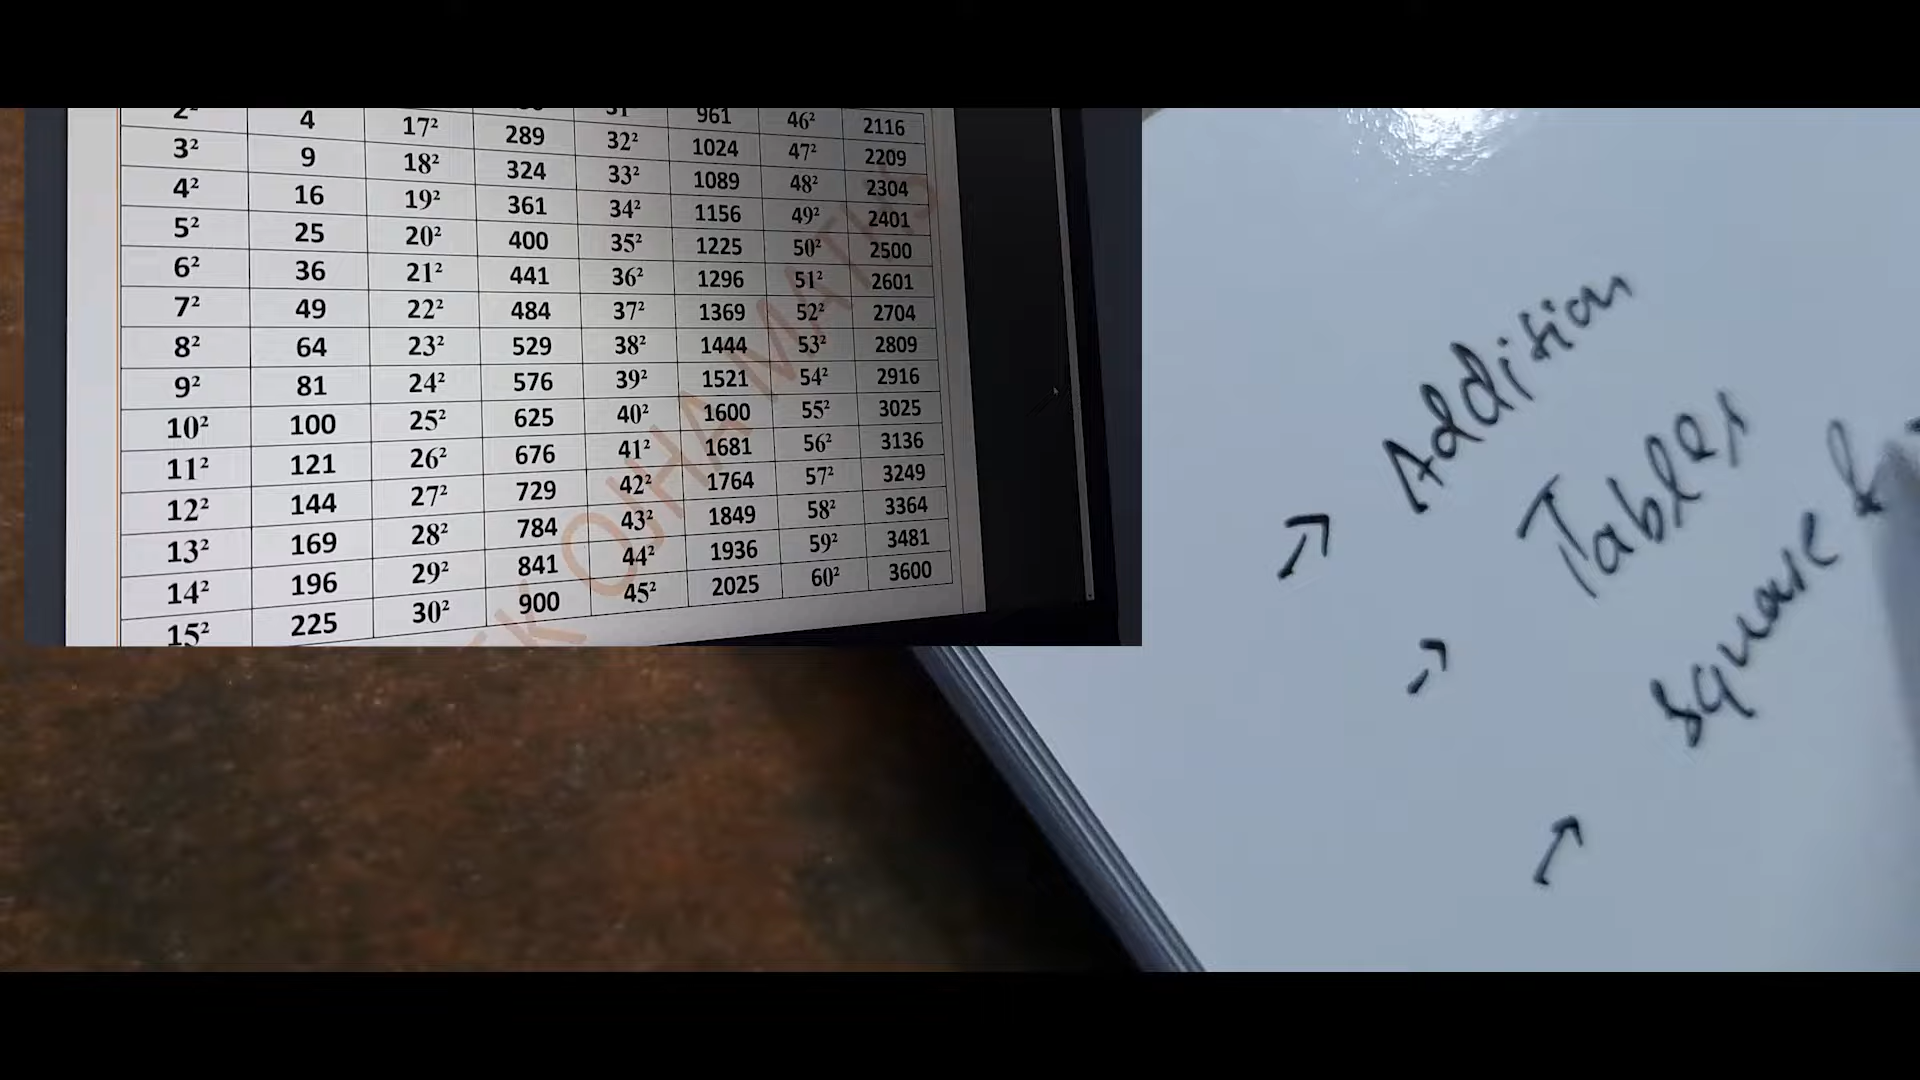 2² 4 17² 289 31 961 46² 2116
3² 9 18² 324 32² 1024 47² 2209
4² 16 19² 361 33² 1089 48² 2304
5² 25 20² 400 34² 1156 49² 2401
6² 36 21² 441 35² 1225 50² 2500
7² 49 22² 484 36² 1296 51² 2601
8² 64 23² 529 37² 1369 52² 2704
9² 81 24² 576 38² 1444 53² 2809
10² 100 25² 625 39² 1521 54² 2916
11² 121 26² 676 40² 1600 55² 3025
12² 144 27² 729 41² 1681 56² 3136
13² 169 28² 784 42² 1764 57² 3249
14² 196 29² 841 43² 1849 58² 3364
15² 225 30² 900 44² 1936 59² 3481
45² 2025 60² 3600
OJHA MATHS
→ Addition
→ Tables
→ square